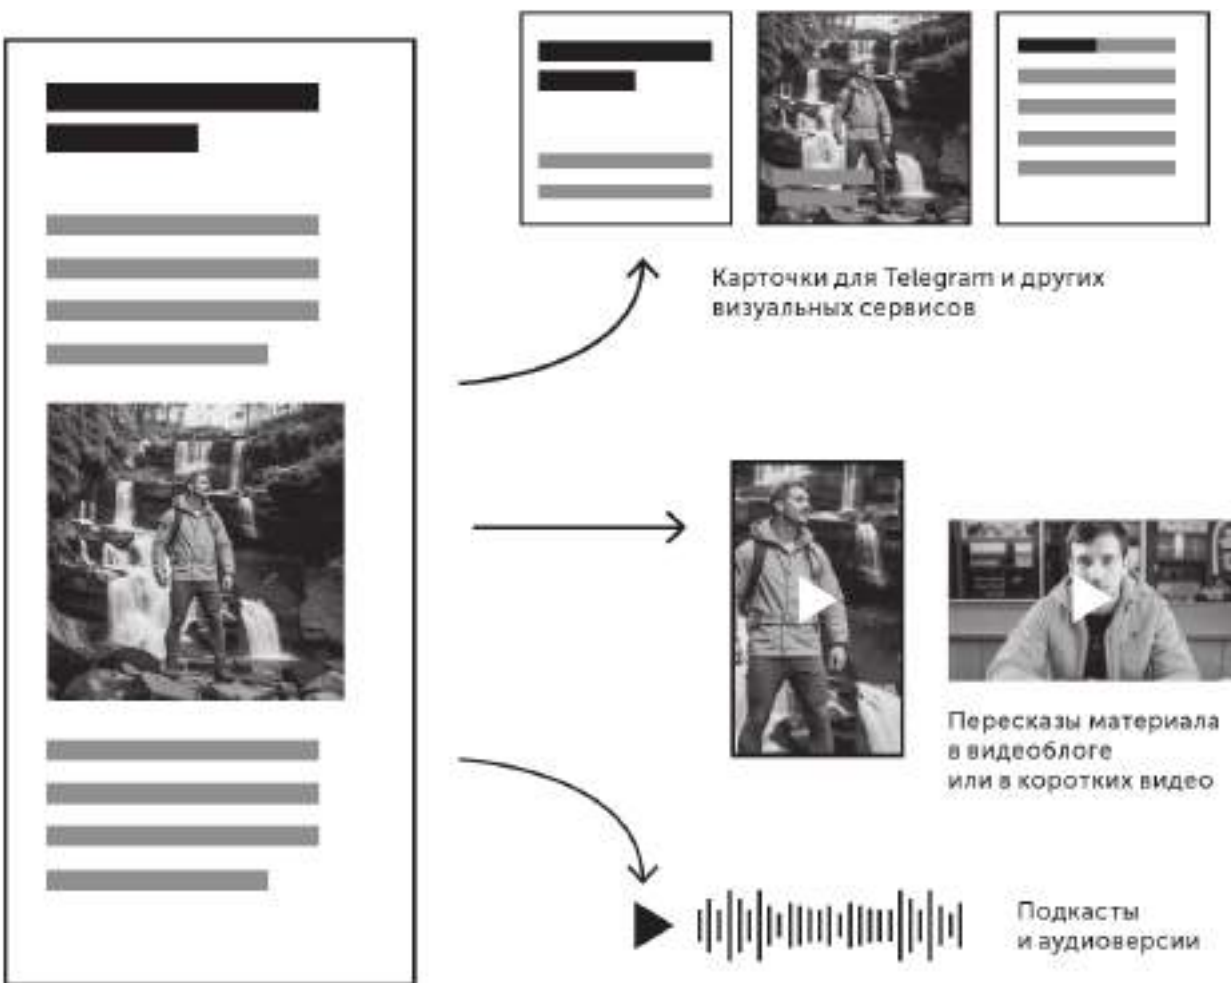 Карточки для Telegram и других
визуальных сервисов
Пересказы материала
в видеоблоге
или в коротких видео
Подкасты
и аудиоверсии